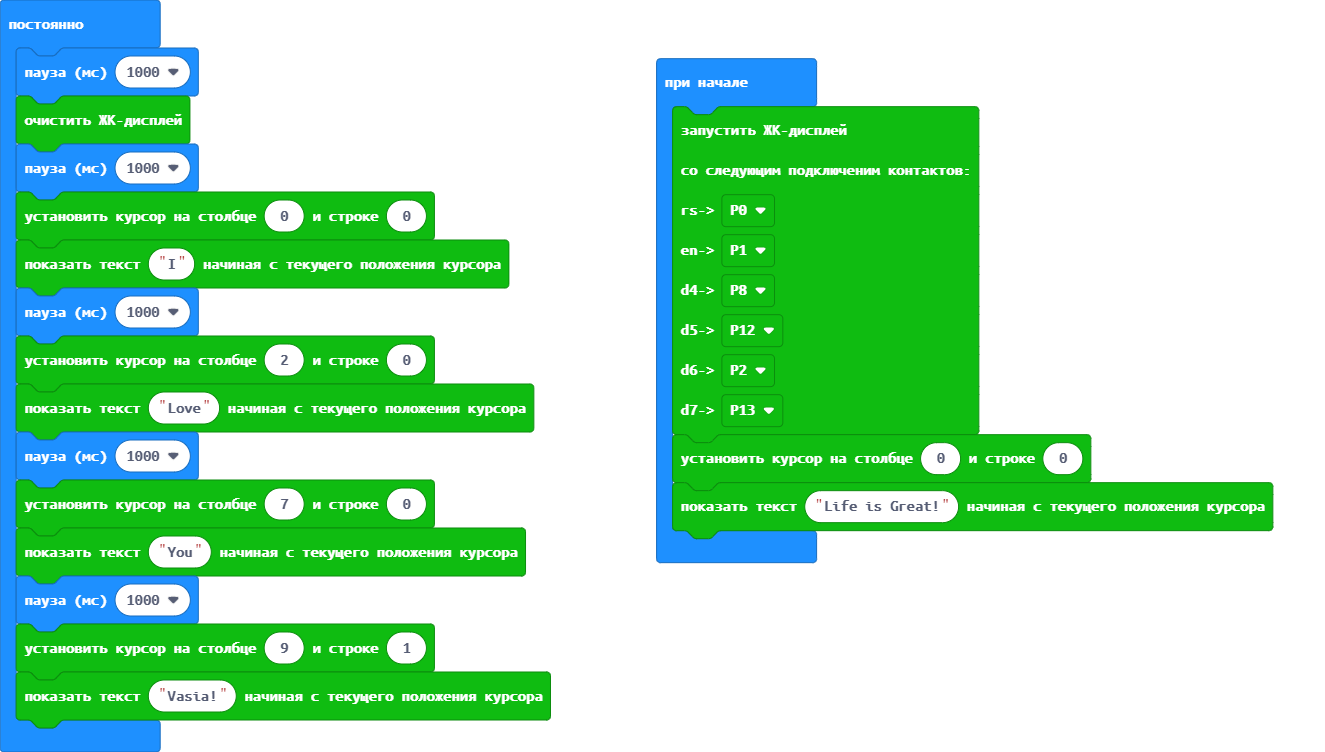 постоянно
пауза (мс) 1000
очистить ЖК-дисплей
пауза (мс) 1000
установить курсор на столбце 0 и строке 0
показать текст "I" начиная с текущего положения курсора
пауза (мс) 1000
установить курсор на столбце 2 и строке 0
показать текст "Love" начиная с текущего положения курсора
пауза (мс) 1000
установить курсор на столбце 7 и строке 0
показать текст "You" начиная с текущего положения курсора
пауза (мс) 1000
установить курсор на столбце 9 и строке 1
показать текст "Vasia!" начиная с текущего положения курсора
при начале
запустить ЖК-дисплей
со следующим подключеним контактов:
rs-> P0
en-> P1
d4-> P8
d5-> P12
d6-> P2
d7-> P13
установить курсор на столбце 0 и строке 0
показать текст "Life is Great!" начиная с текущего положения курсора